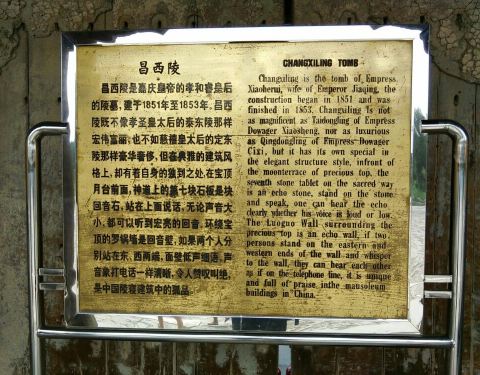 昌西陵
昌西陵是嘉庆皇帝的孝和睿皇后
的陵墓,建于1851年至1853年,昌西
陵既不像孝圣皇太后的泰东陵那样
宏伟富丽,也不如慈禧皇太后的定东
陵那样豪华奢侈,但在典雅的建筑风
格上,却有着自身的独到之处,在宝顶
月台前面,神道上的第七块石板是块
回音石,站在上面说话,无论声音大
小,都可以听到宏亮的回音,环绕宝
顶的罗锅墙是回音壁,如果两个人分
别站在东、西两端,面壁低声细语,声
音象打电话一样清晰,令人赞叹叫绝,
是中国陵寝建筑中的孤品。
CHANGXILING TOMB
Changxiling is the tomb of Empress
Xiaoherui, wife of Emperor Jiaqing, the
construction began in 1851 and was
finished in 1853. Changxiling is not
as magnificent as Taidongling of Empress
Dowager Xiaosheng, nor as luxurious
as Qingdongling of Empress Dowager
Cixi, but it has its own special in
the elegant structure style, infront of
the moonterrace of precious top, the
seventh stone tablet on the sacred way
is an echo stone, stand on the stone
and speak, one can hear the echo
clearly whether his voice is loud or low.
The Luoguo Wall surrounding the
precious top is an echo wall, if two
persons stand on the eastern and
western ends of the wall and whisper
to the wall, they can hear each other
as if on the telephone line, it is unique
and full of praise inthe mausoleum
buildings in China.